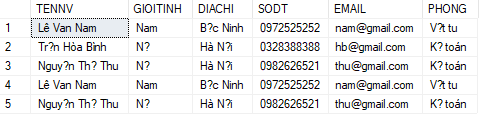 TENNV GIOITINH DIACHI SODT EMAIL PHONG
1 Lê Van Nam Nam B?c Ninh 0972525252 nam@gmail.com V?t tu
2 Tr?n Hòa Bình N? Hà N?i 0328388388 hb@gmail.com K? toán
3 Nguy?n Th? Thu N? Hà N?i 0982626521 thu@gmail.com K? toán
4 Lê Van Nam Nam B?c Ninh 0972525252 nam@gmail.com V?t tu
5 Nguy?n Th? Thu N? Hà N?i 0982626521 thu@gmail.com K? toán